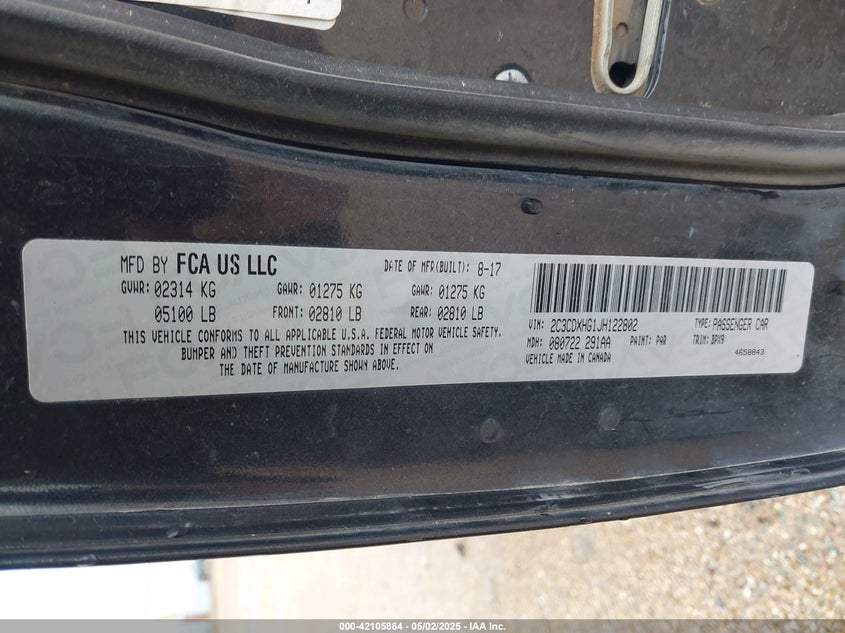 MFD BY FCA US LLC
DATE OF MFR(BUILT): 8-17
GVWR: 02314 KG GAWR: 01275 KG GAWR: 01275 KG
05100 LB FRONT: 02810 LB REAR: 02810 LB
THIS VEHICLE CONFORMS TO ALL APPLICABLE U.S.A. FEDERAL MOTOR VEHICLE SAFETY,
BUMPER AND THEFT PREVENTION STANDARDS IN EFFECT ON
THE DATE OF MANUFACTURE SHOWN ABOVE.
VIN: 2C3CDXHG1JH122802 TYPE: PASSENGER CAR
MDH: 080722 291AA PAINT: PAR TRIM: BRX9
VEHICLE MADE IN CANADA 4658843
000-42105864 - 05/02/2025 - IAA Inc.